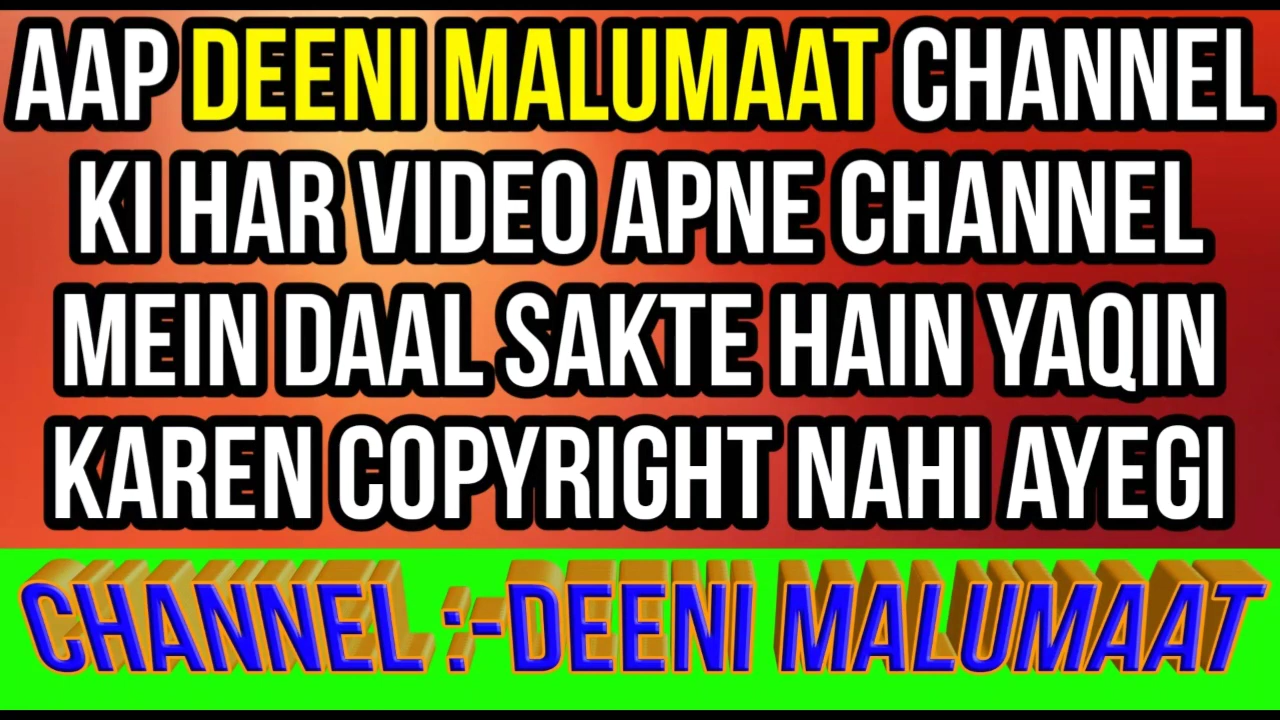 AAP DEENI MALUMAAT CHANNEL
KI HAR VIDEO APNE CHANNEL
MEIN DAAL SAKTE HAIN YAQIN
KAREN COPYRIGHT NAHI AYEGI
CHANNEL :-DEENI MALUMAAT